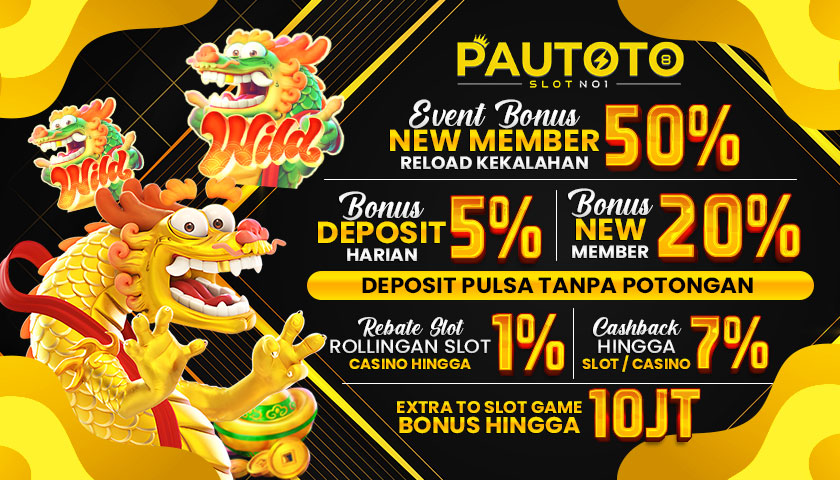 Wild
Wild
PAUTOTO 8
SLOT NO1
Event Bonus
NEW MEMBER
RELOAD KEKALAHAN
50%
Bonus
DEPOSIT
HARIAN
5%
Bonus
NEW
MEMBER
20%
DEPOSIT PULSA TANPA POTONGAN
Rebate Slot
ROLLINGAN SLOT
CASINO HINGGA
1%
Cashback
HINGGA
SLOT / CASINO
7%
EXTRA TO SLOT GAME
BONUS HINGGA
10JT